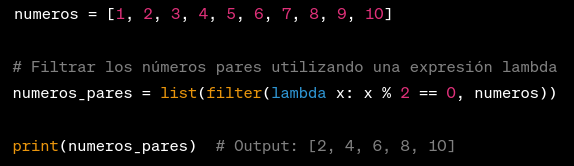 numeros = [1, 2, 3, 4, 5, 6, 7, 8, 9, 10]
# Filtrar los números pares utilizando una expresión lambda
numeros_pares = list(filter(lambda x: x % 2 == 0, numeros))
print(numeros_pares)  # Output: [2, 4, 6, 8, 10]